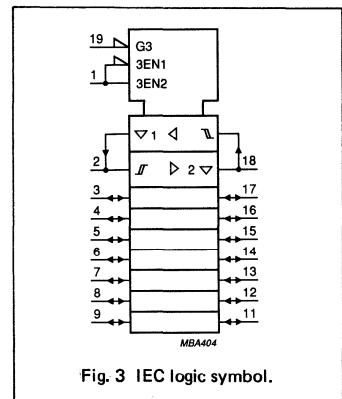 19 G3
3EN1
1 3EN2
▽ 1 ◁
2 ▷ 2 ▽ 18
3 17
4 16
5 15
6 14
7 13
8 12
9 11
MBA404
Fig. 3 IEC logic symbol.